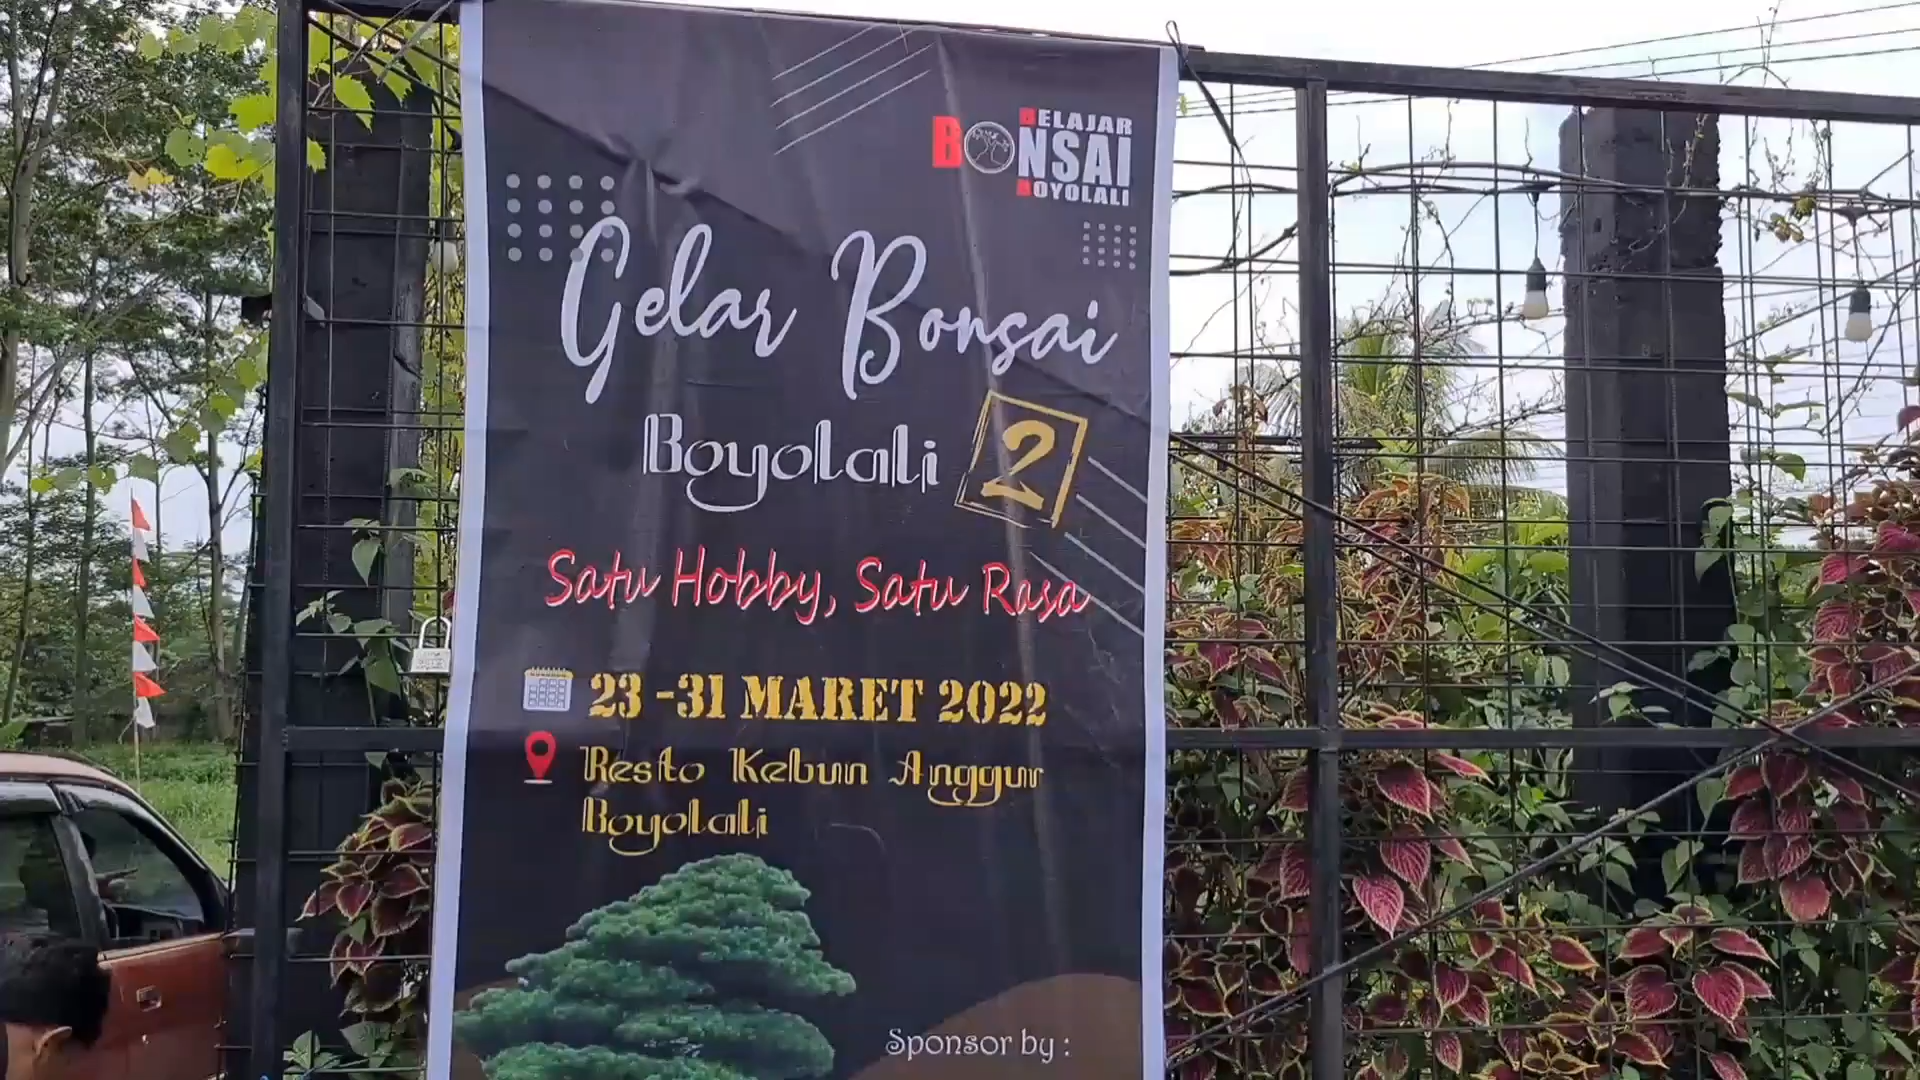 BELAJAR
BONSAI
BOYOLALI
Gelar Bonsai
Boyolali 2
Satu Hobby, Satu Rasa
23 -31 MARET 2022
Resto Kebun Anggur
Boyolali
Sponsor by :